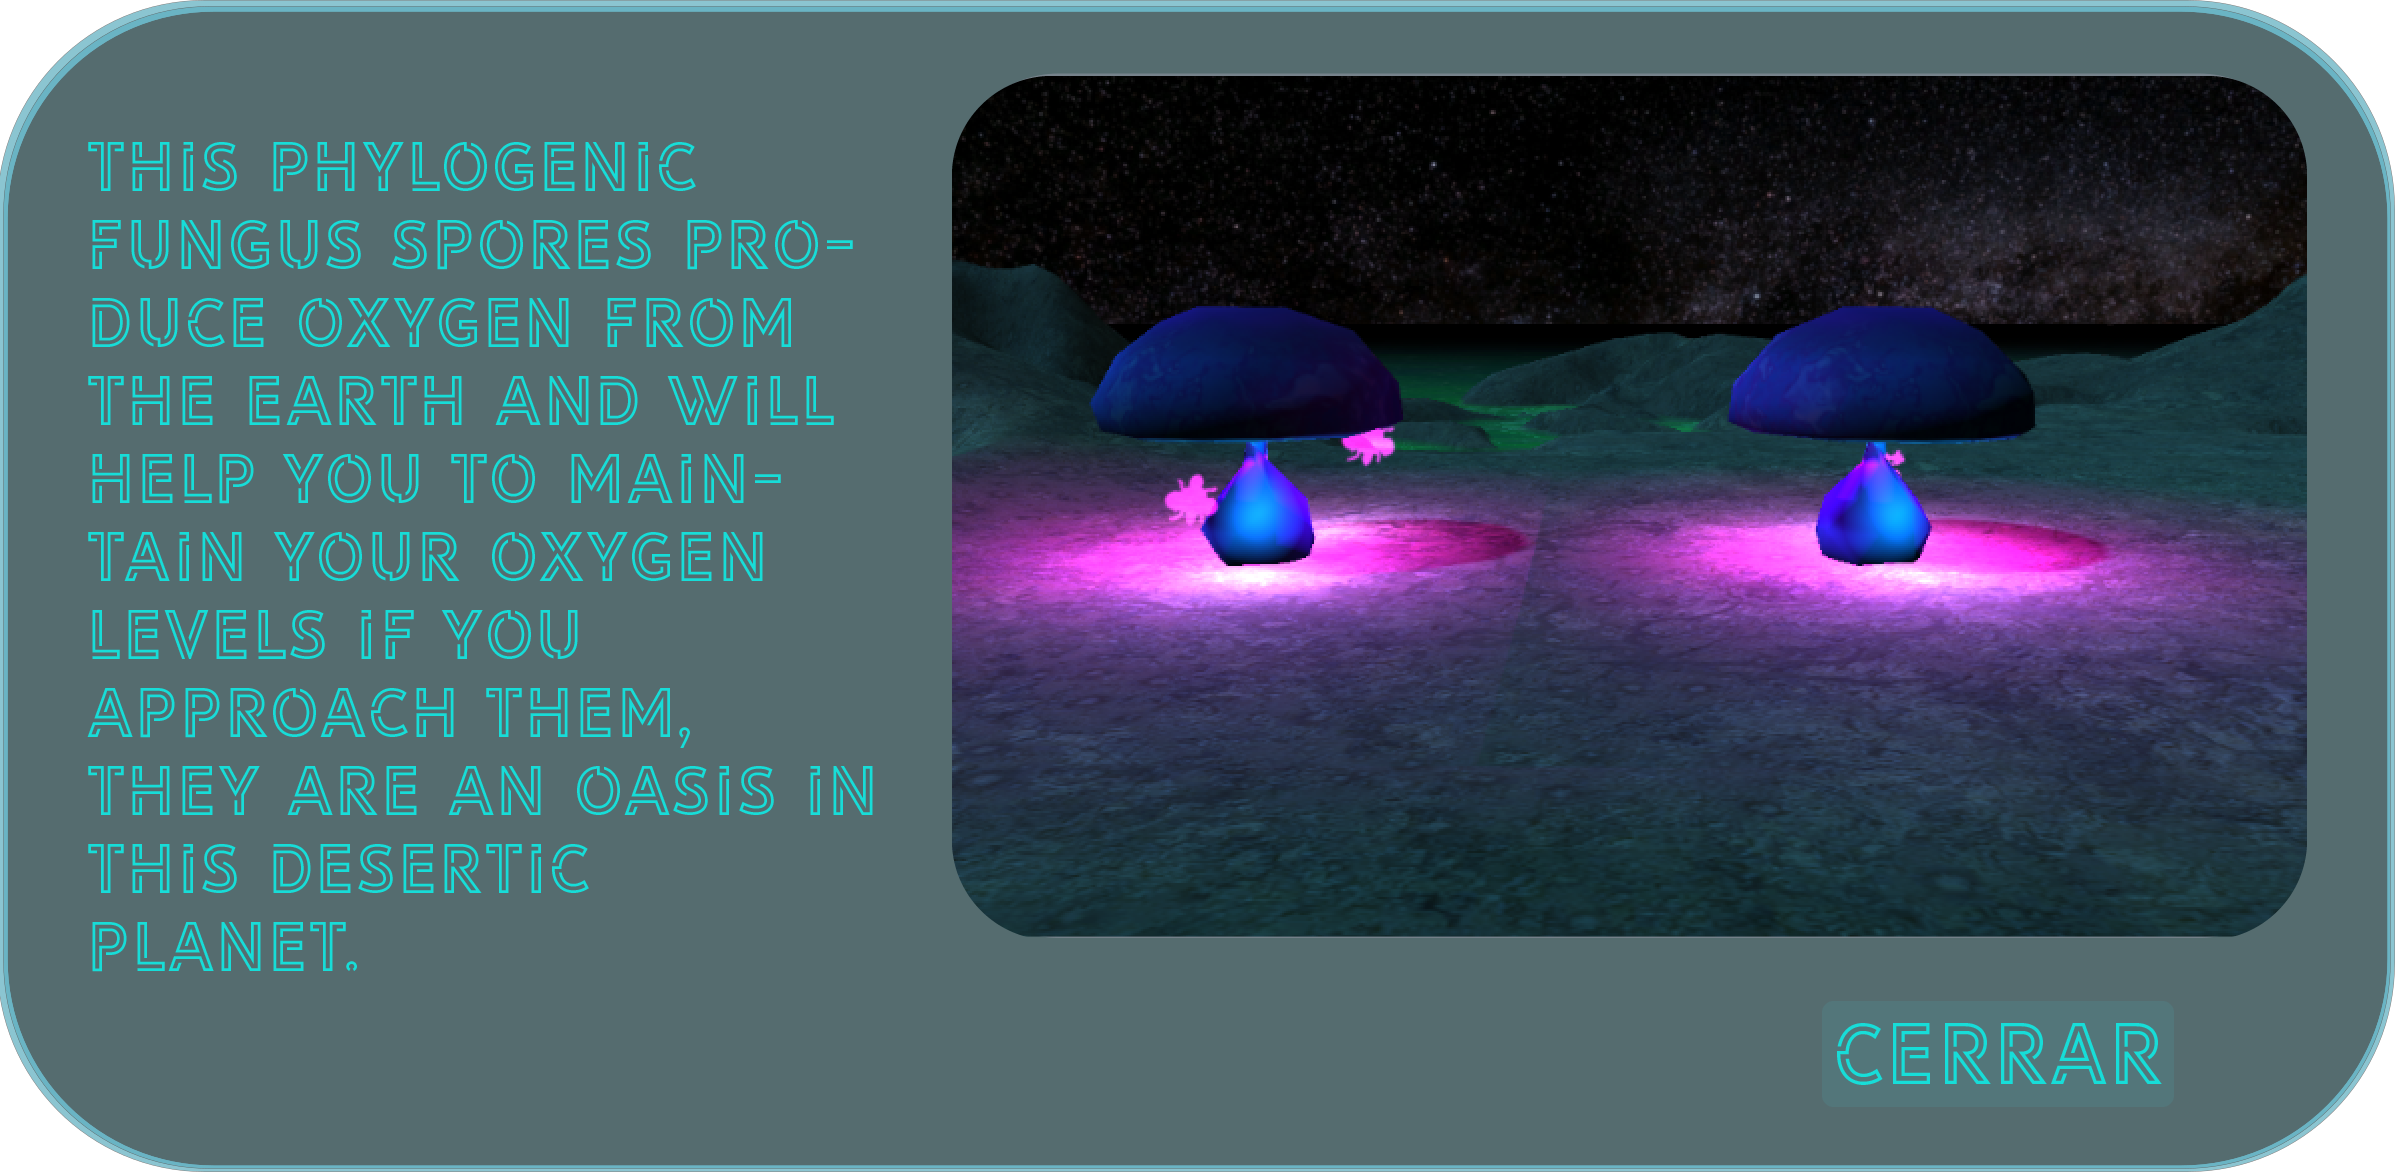 THiS PHYLOGENiC
FUNGUS SPORES PRO-
DUCE OXYGEN FROM
THE EARTH AND WiLL
HELP YOU TO MAiN-
TAiN YOUR OXYGEN
LEVELS iF YOU
APPROACH THEM,
THEY ARE AN OASiS iN
THiS DESERTiC
PLANET.
CERRAR